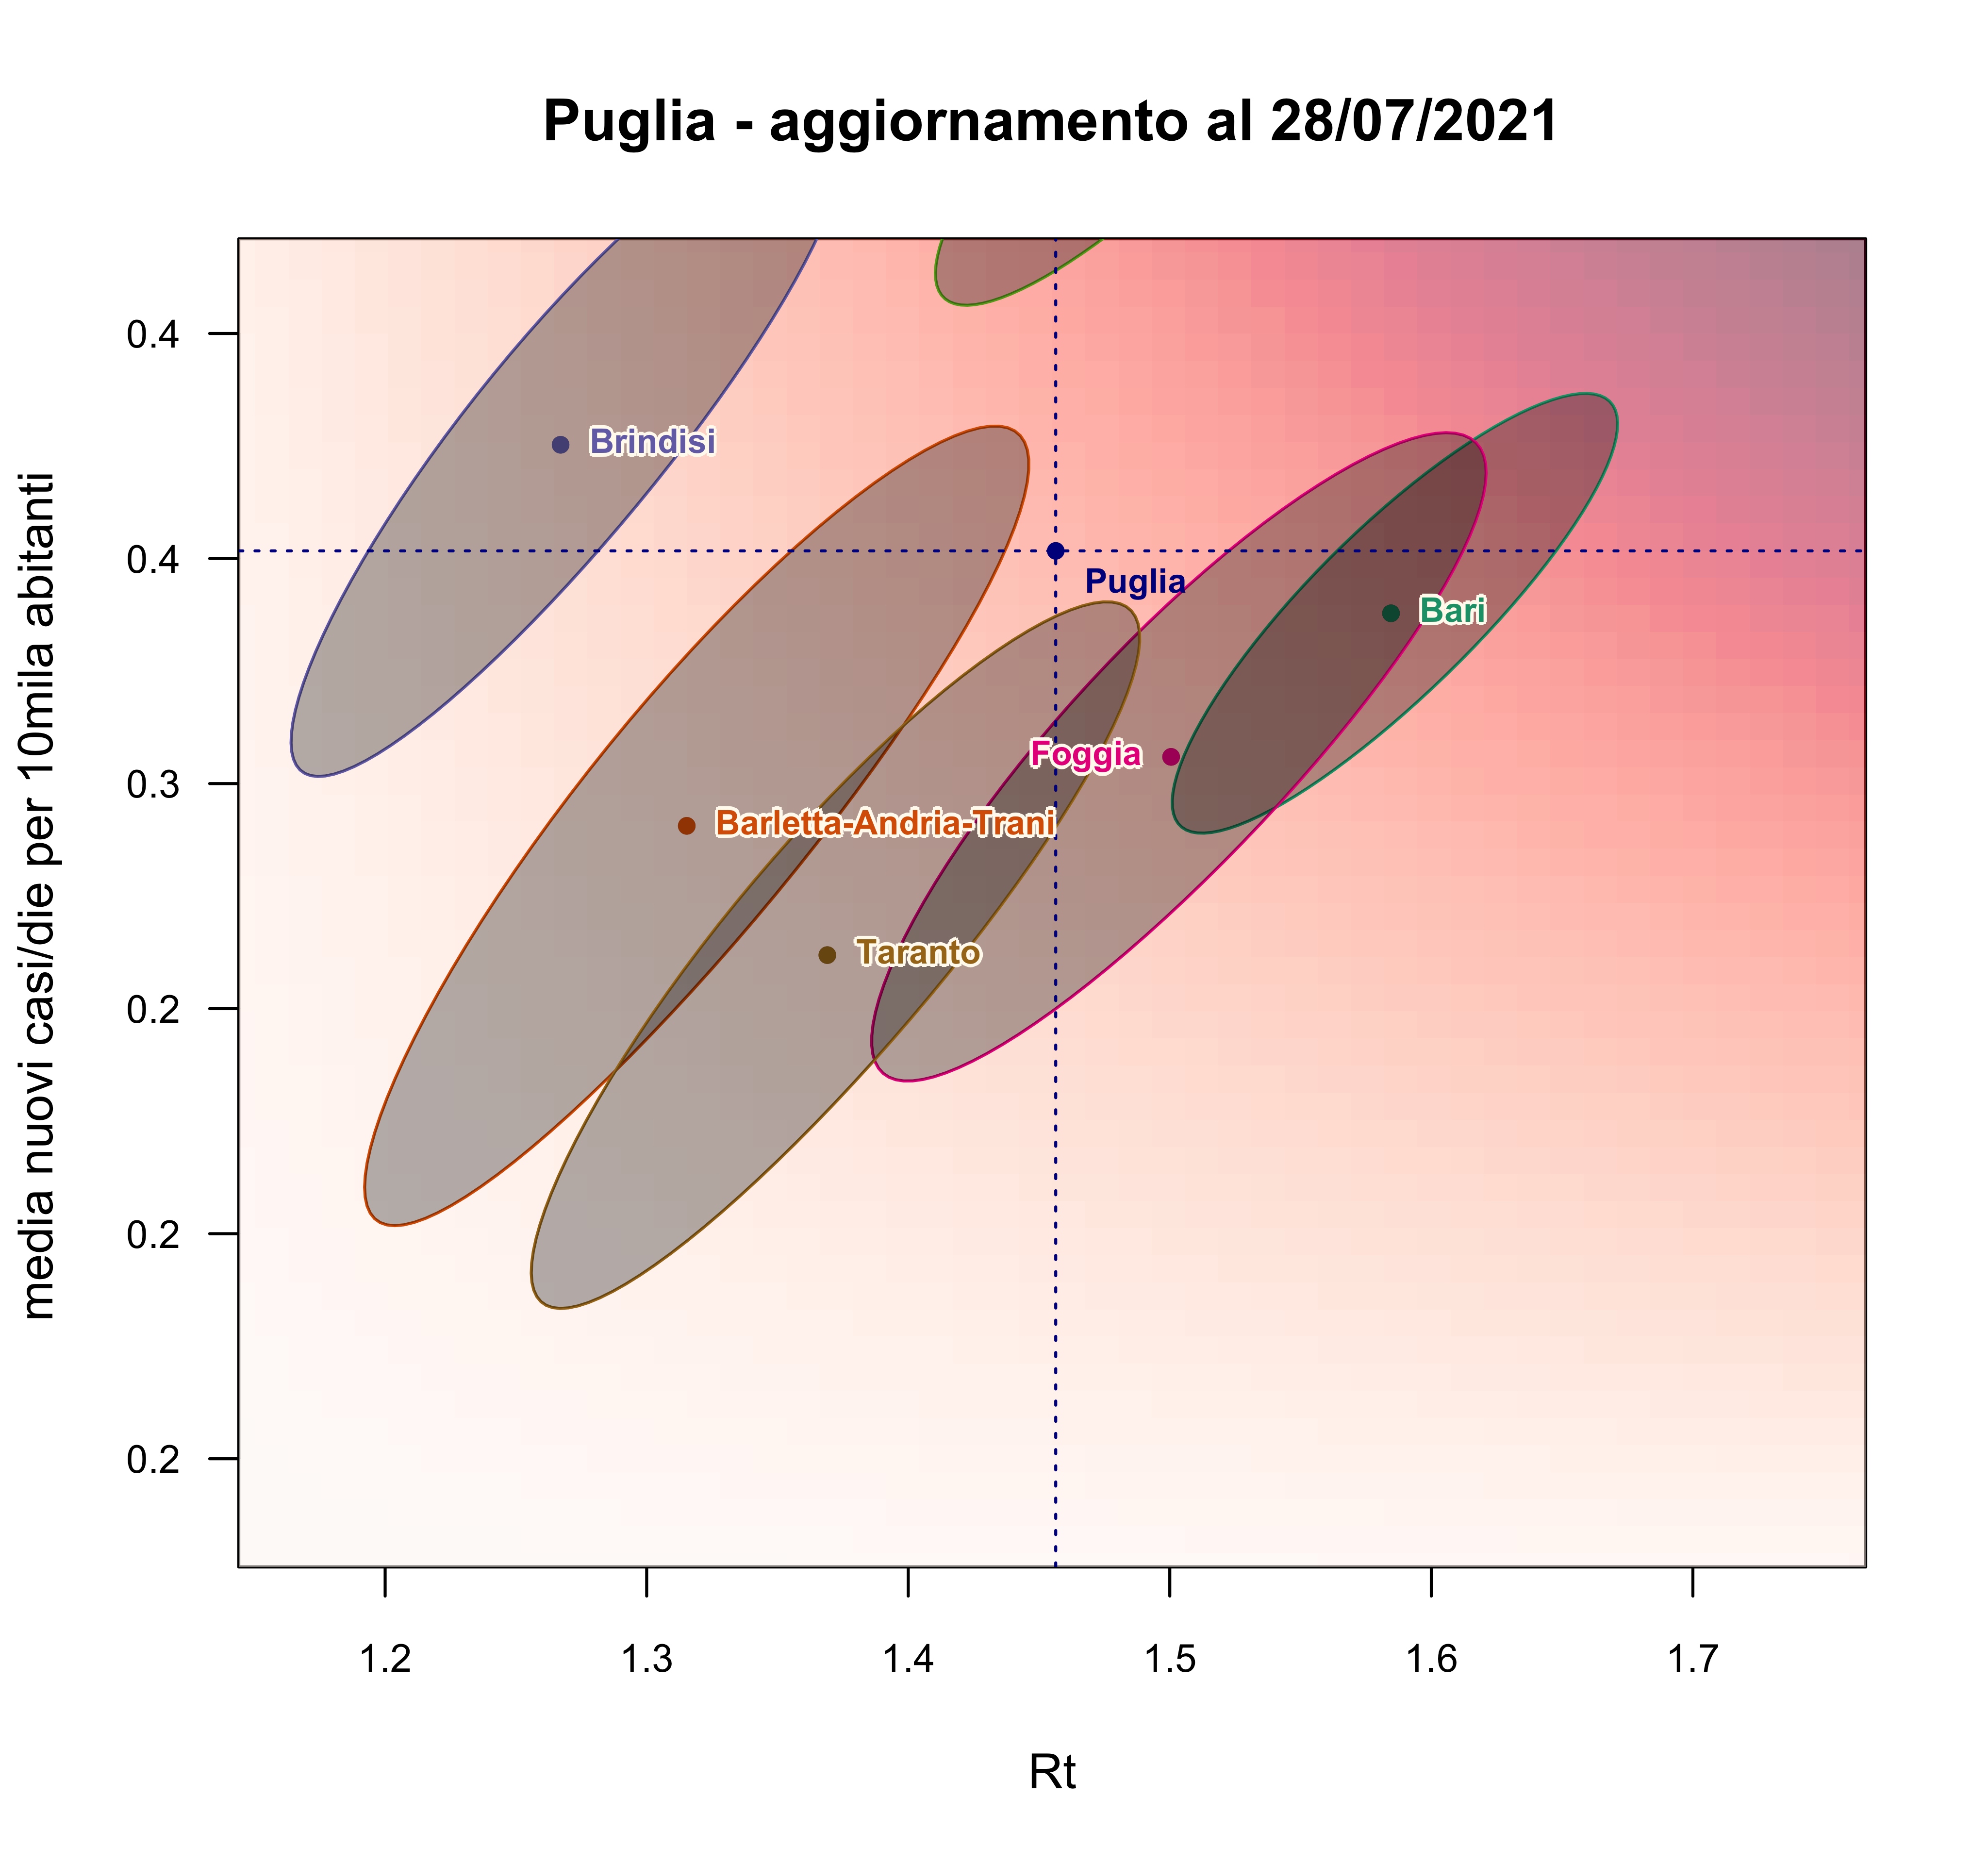 Puglia - aggiornamento al 28/07/2021
media nuovi casi/die per 10mila abitanti
0.4
0.4
0.3
0.2
0.2
0.2
Brindisi
Puglia
Bari
Foggia
Barletta-Andria-Trani
Taranto
1.2 1.3 1.4 1.5 1.6 1.7
Rt